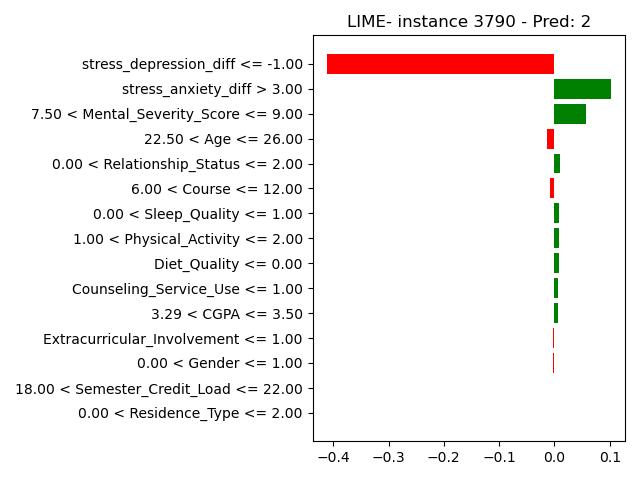 LIME- instance 3790 - Pred: 2
stress_depression_diff <= -1.00
stress_anxiety_diff > 3.00
7.50 < Mental_Severity_Score <= 9.00
22.50 < Age <= 26.00
0.00 < Relationship_Status <= 2.00
6.00 < Course <= 12.00
0.00 < Sleep_Quality <= 1.00
1.00 < Physical_Activity <= 2.00
Diet_Quality <= 0.00
Counseling_Service_Use <= 1.00
3.29 < CGPA <= 3.50
Extracurricular_Involvement <= 1.00
0.00 < Gender <= 1.00
18.00 < Semester_Credit_Load <= 22.00
0.00 < Residence_Type <= 2.00
−0.4 −0.3 −0.2 −0.1 0.0 0.1